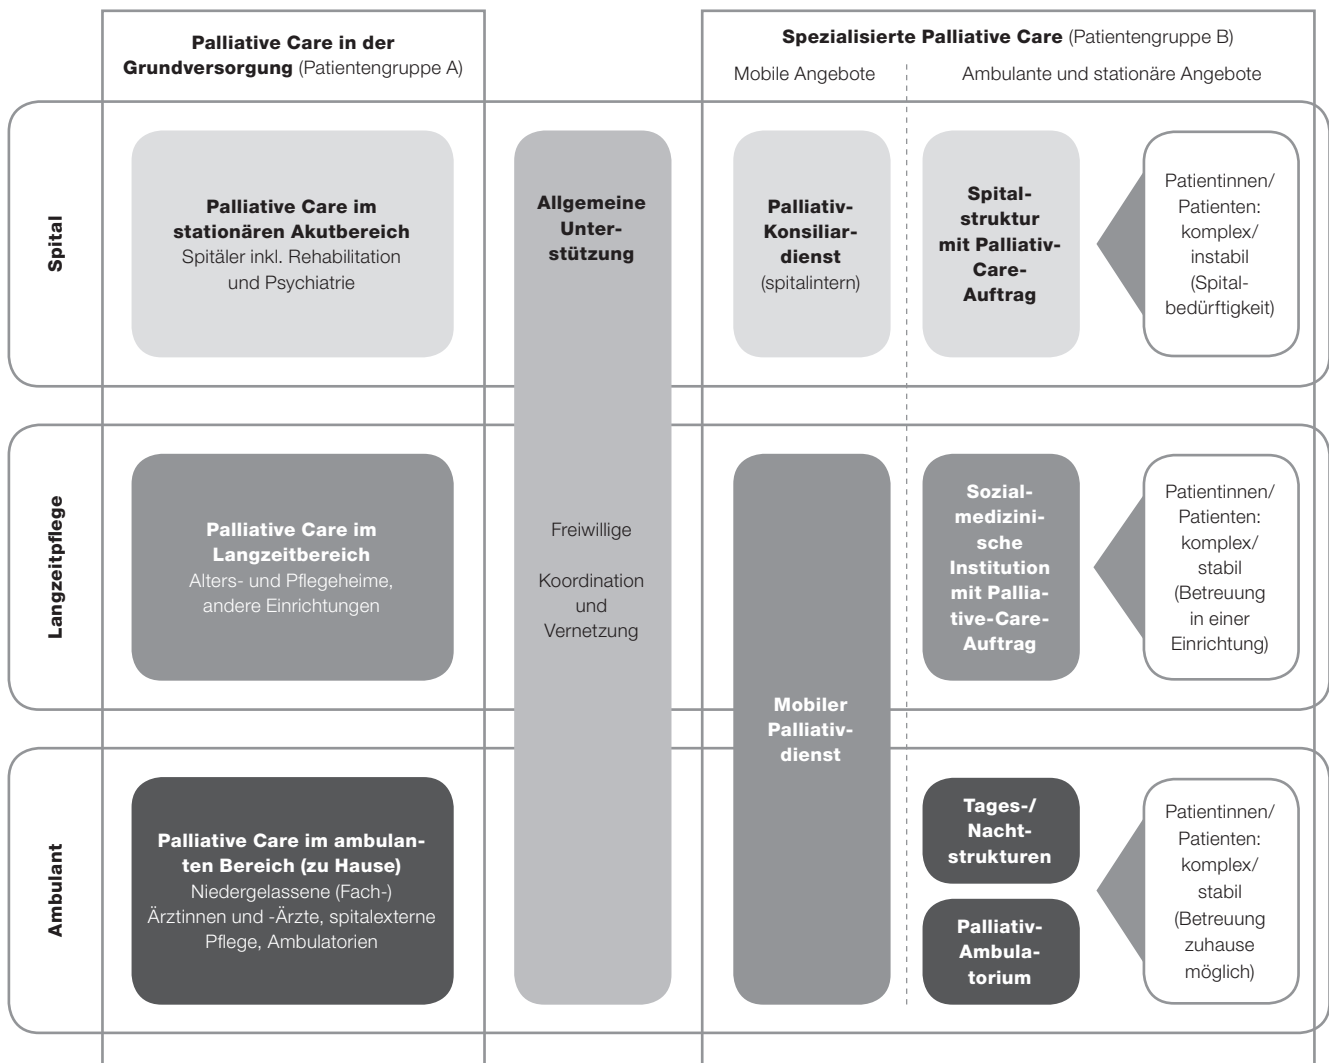 Palliative Care in der
Grundversorgung (Patientengruppe A)
Spezialisierte Palliative Care (Patientengruppe B)
Mobile Angebote
Ambulante und stationäre Angebote
Spital
Palliative Care im
stationären Akutbereich
Spitäler inkl. Rehabilitation
und Psychiatrie
Allgemeine
Unter-
stützung
Palliativ-
Konsiliar-
dienst
(spitalintern)
Spital-
struktur
mit Palliativ-
Care-
Auftrag
Patientinnen/
Patienten:
komplex/
instabil
(Spital-
bedürftigkeit)
Langzeitpflege
Palliative Care im
Langzeitbereich
Alters- und Pflegeheime,
andere Einrichtungen
Freiwillige
Koordination
und
Vernetzung
Mobiler
Palliativ-
dienst
Sozial-
medizini-
sche
Institution
mit Pallia-
tive-Care-
Auftrag
Patientinnen/
Patienten:
komplex/
stabil
(Betreuung
in einer
Einrichtung)
Ambulant
Palliative Care im ambulan-
ten Bereich (zu Hause)
Niedergelassene (Fach-)
Ärztinnen und -Ärzte, spitalexterne
Pflege, Ambulatorien
Tages-/
Nacht-
strukturen
Palliativ-
Ambula-
torium
Patientinnen/
Patienten:
komplex/
stabil
(Betreuung
zuhause
möglich)